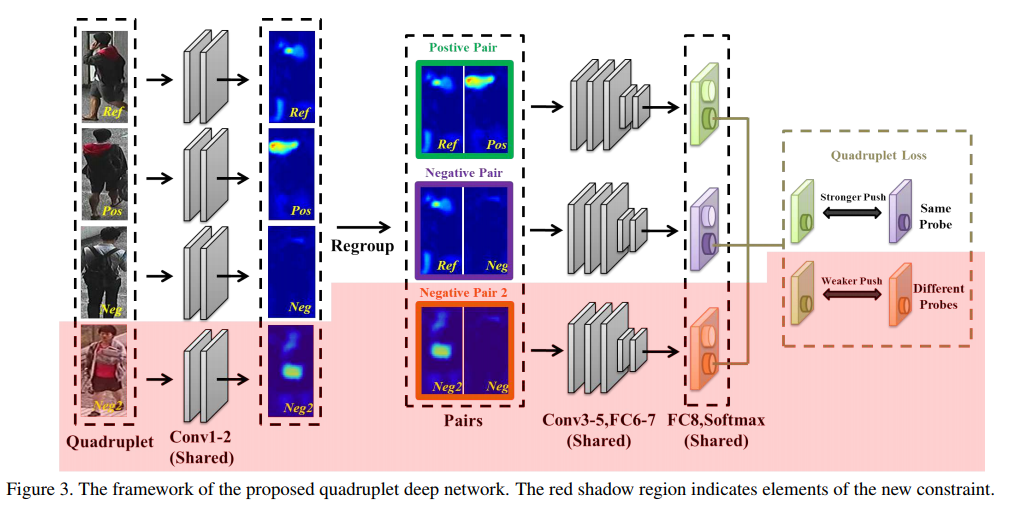 Ref
Ref
Pos
Pos
Neg
Neg
Neg2
Neg2
Quadruplet
Conv1-2
(Shared)
Regroup
Postive Pair
Ref
Pos
Negative Pair
Ref
Neg
Negative Pair 2
Neg2
Neg
Pairs
Conv3-5,FC6-7
(Shared)
FC8,Softmax
(Shared)
Quadruplet Loss
Stronger Push
Same
Probe
Weaker Push
Different
Probes
Figure 3. The framework of the proposed quadruplet deep network. The red shadow region indicates elements of the new constraint.